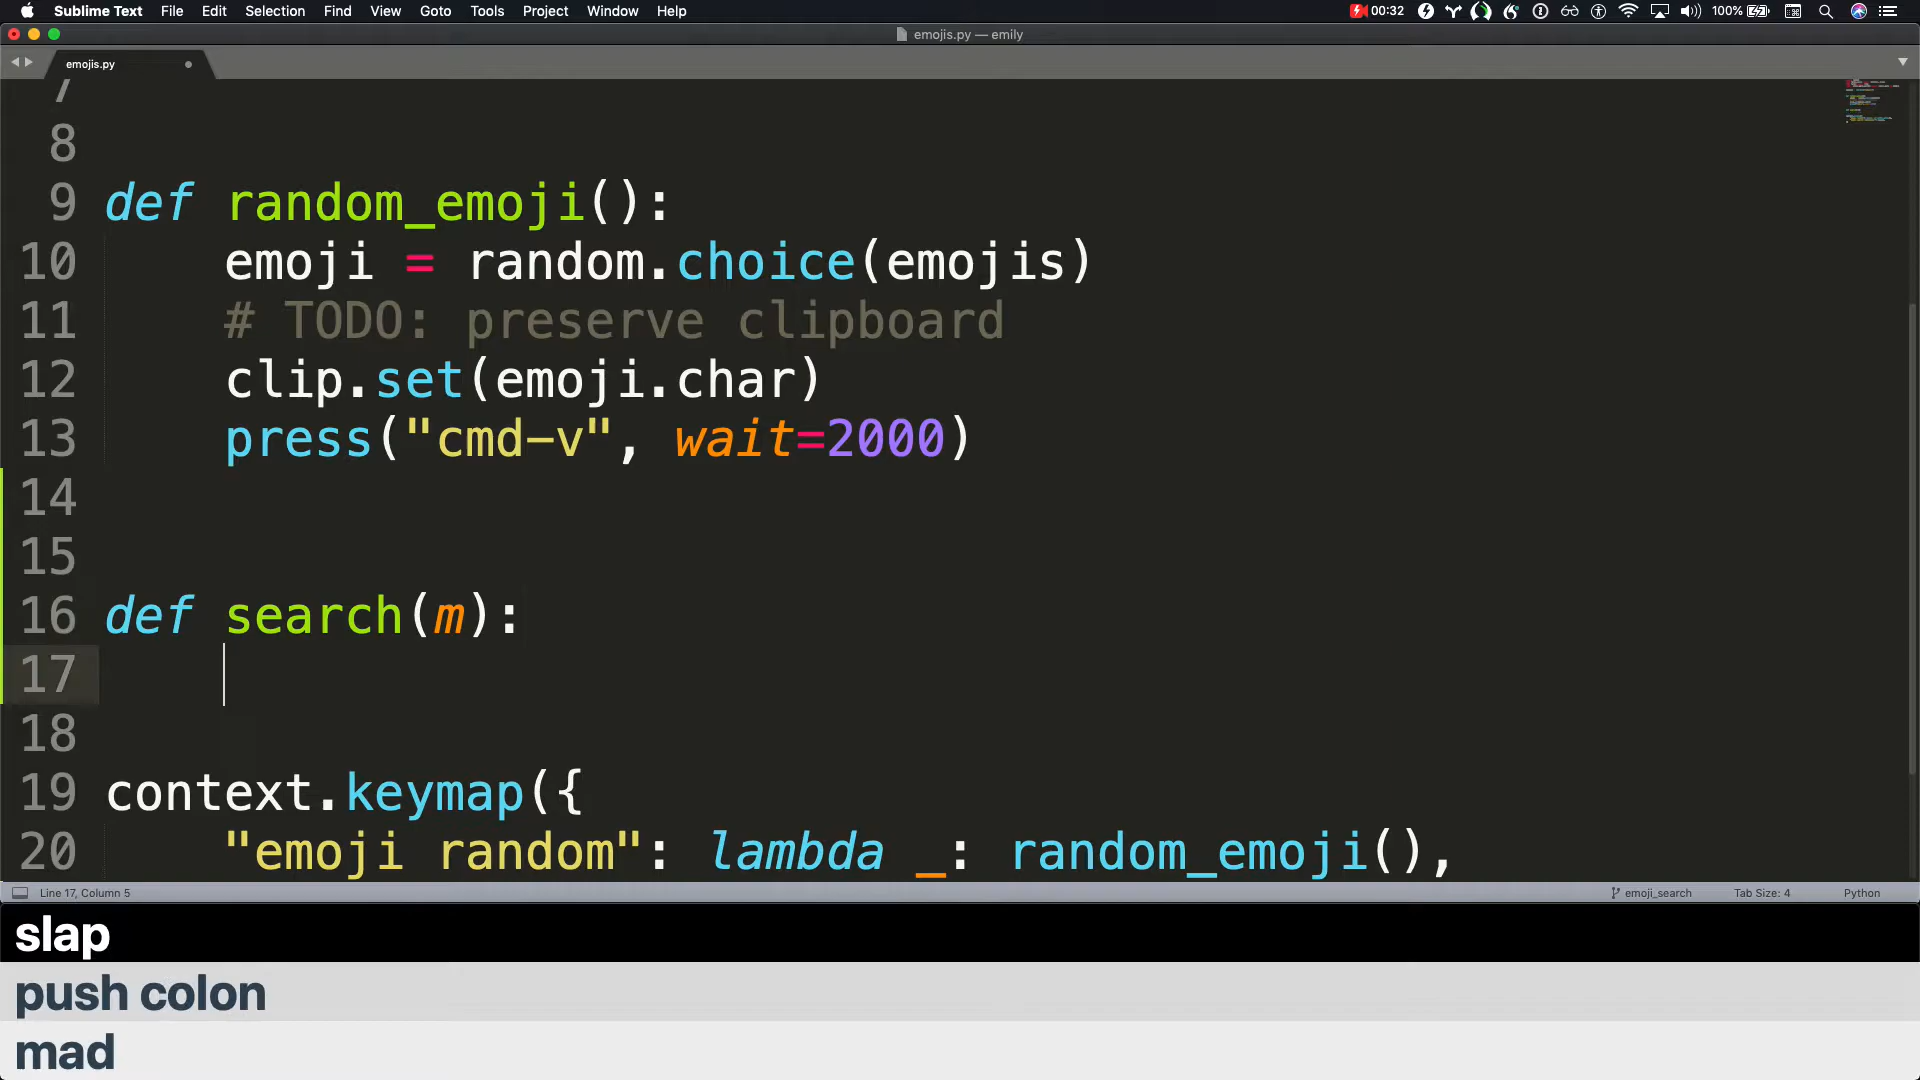 Sublime Text File Edit Selection Find View Goto Tools Project Window Help 00:32 100%
emojis.py — emily
emojis.py
7
8
9 def random_emoji():
10 emoji = random.choice(emojis)
11 # TODO: preserve clipboard
12 clip.set(emoji.char)
13 press("cmd-v", wait=2000)
14
15
16 def search(m):
17
18
19 context.keymap({
20 "emoji random": lambda _: random_emoji(),
Line 17, Column 5 emoji_search Tab Size: 4 Python
slap
push colon
mad